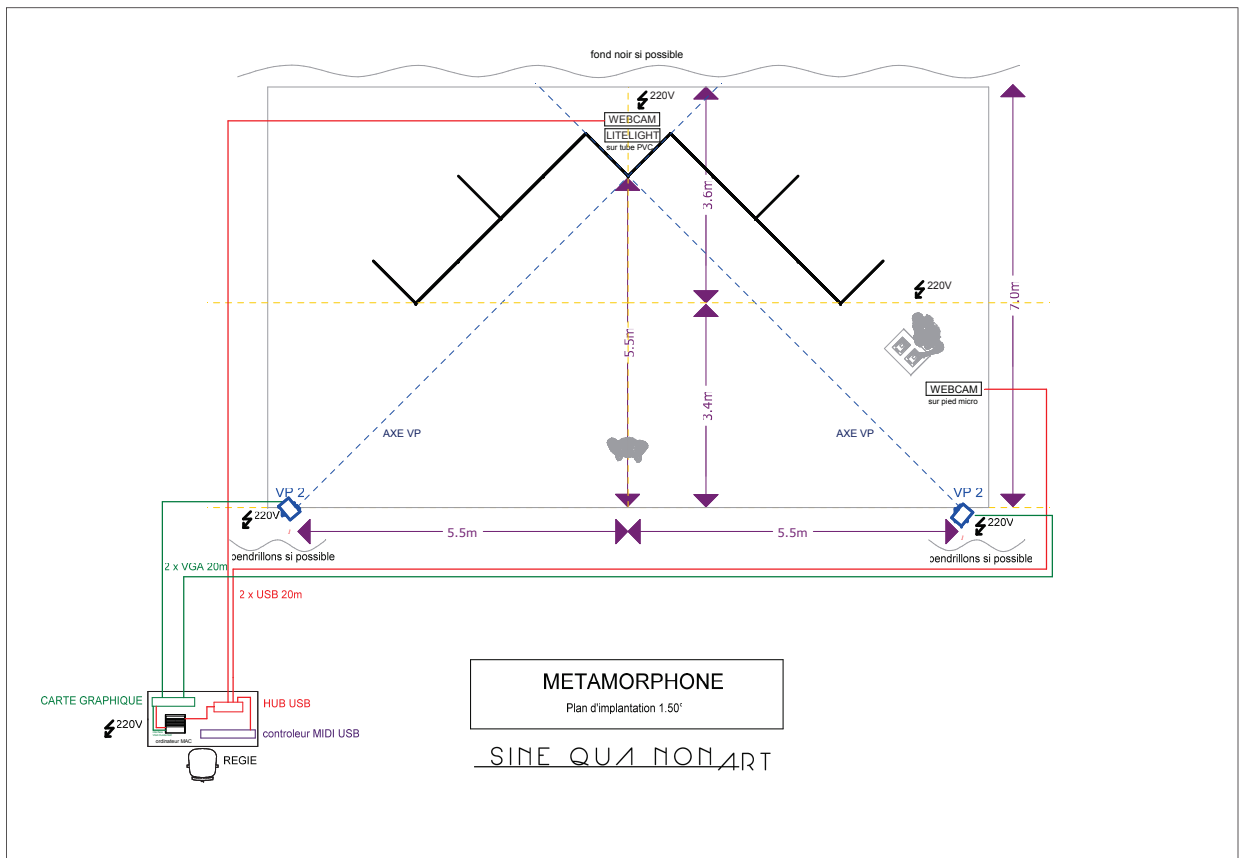 fond noir si possible
220V
WEBCAM
LITELIGHT
sur tube PVC
3.6m
7.0m
220V
5.5m
3.4m
WEBCAM
sur pied micro
AXE VP
AXE VP
VP 2
VP 2
220V
220V
5.5m
5.5m
pendrillons si possible
pendrillons si possible
2 x VGA 20m
2 x USB 20m
METAMORPHONE
Plan d'implantation 1.50°
SINE QUA NON ART
CARTE GRAPHIQUE
HUB USB
220V
controleur MIDI USB
ordinateur MAC
REGIE